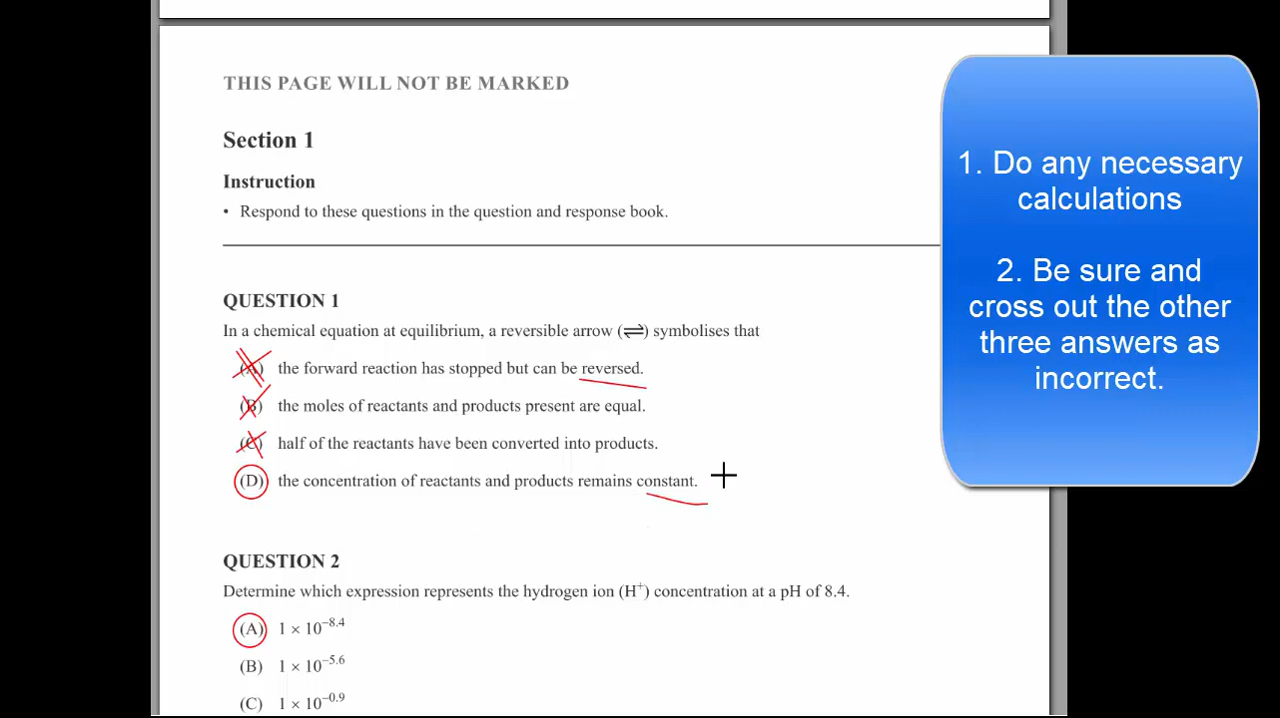 THIS PAGE WILL NOT BE MARKED
Section 1
Instruction
• Respond to these questions in the question and response book.
QUESTION 1
In a chemical equation at equilibrium, a reversible arrow (⇌) symbolises that
(A) the forward reaction has stopped but can be reversed.
(B) the moles of reactants and products present are equal.
(C) half of the reactants have been converted into products.
(D) the concentration of reactants and products remains constant.
QUESTION 2
Determine which expression represents the hydrogen ion (H⁺) concentration at a pH of 8.4.
(A) 1 × 10⁻⁸·⁴
(B) 1 × 10⁻⁵·⁶
(C) 1 × 10⁻⁰·⁹
1. Do any necessary
calculations
2. Be sure and
cross out the other
three answers as
incorrect.